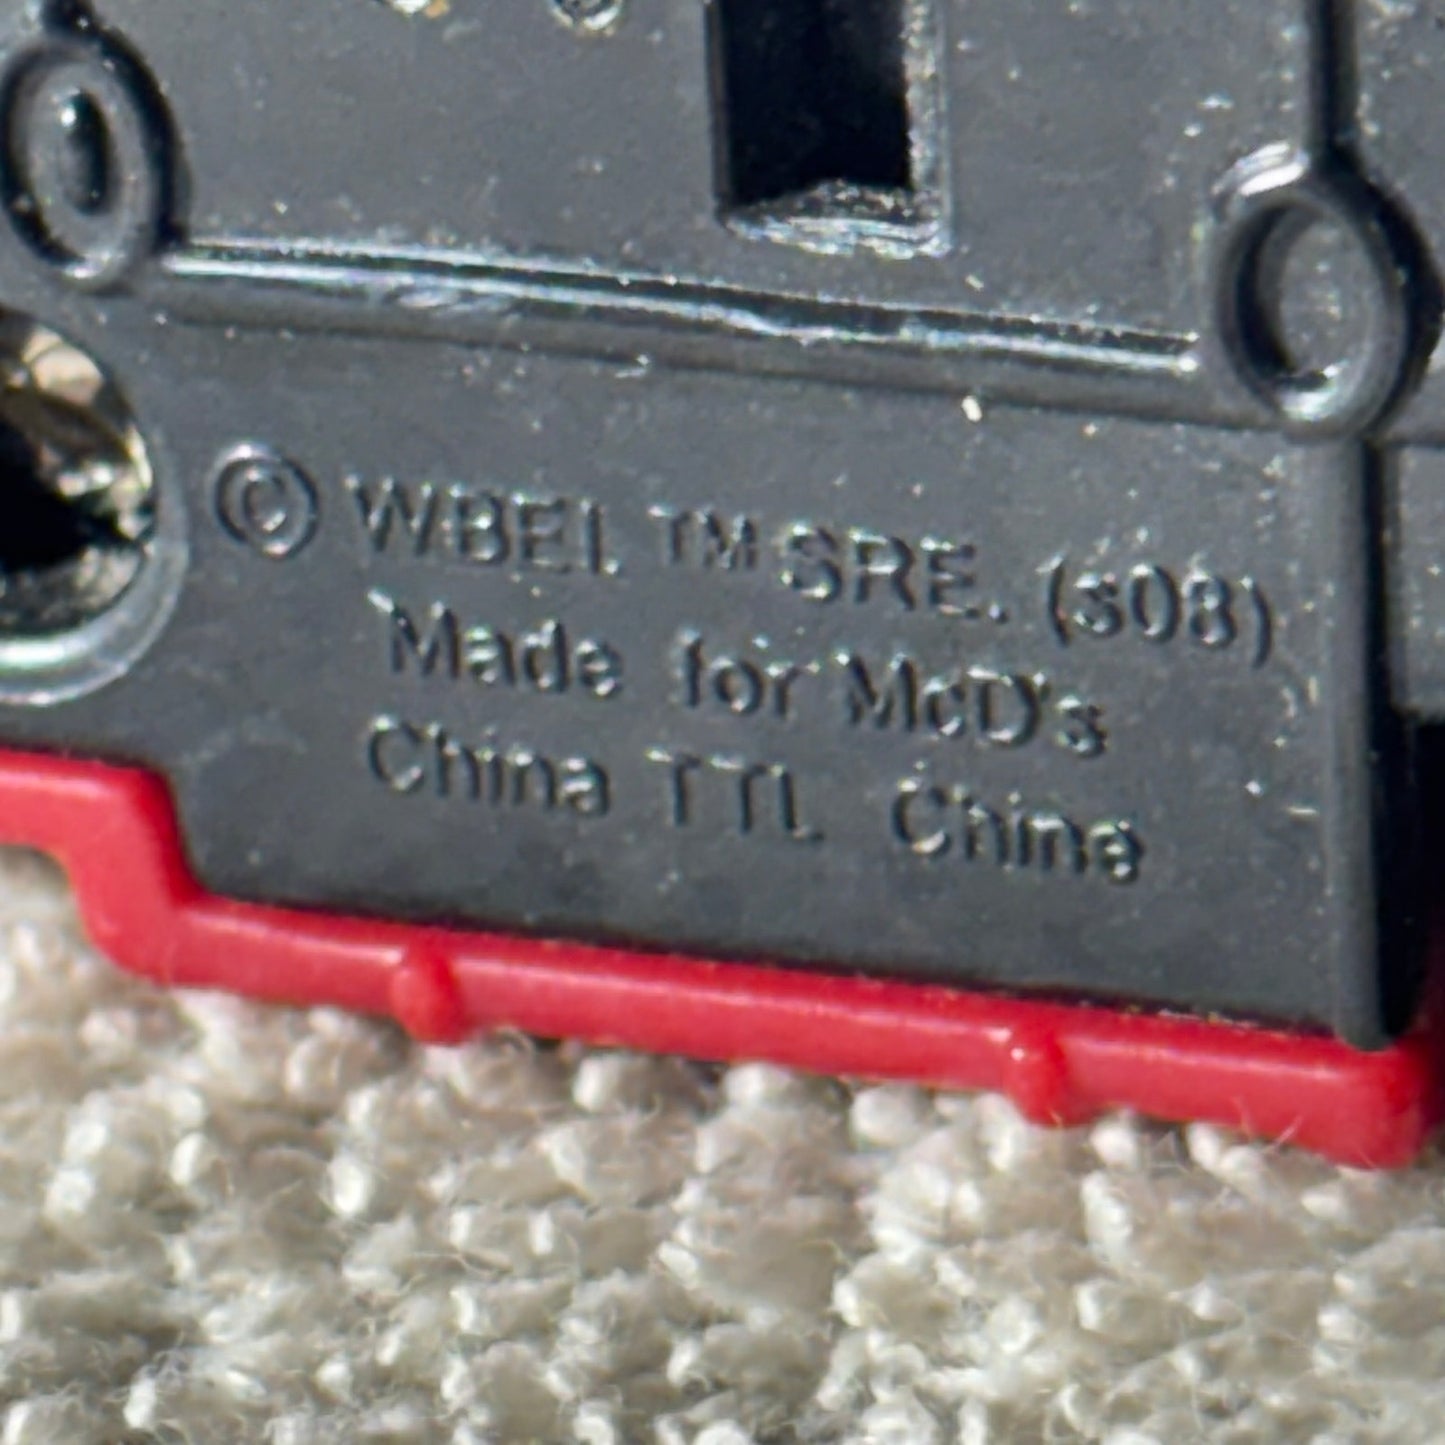 © WBEI. ™ SRE. (s08)
Made for McD's
China TTL China